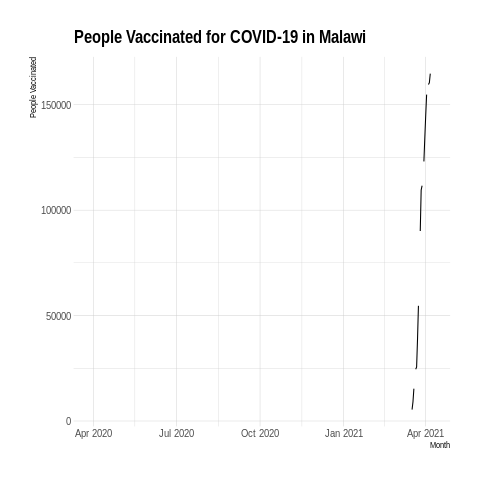 People Vaccinated for COVID-19 in Malawi
People Vaccinated
150000
100000
50000
0
Apr 2020 Jul 2020 Oct 2020 Jan 2021 Apr 2021
Month